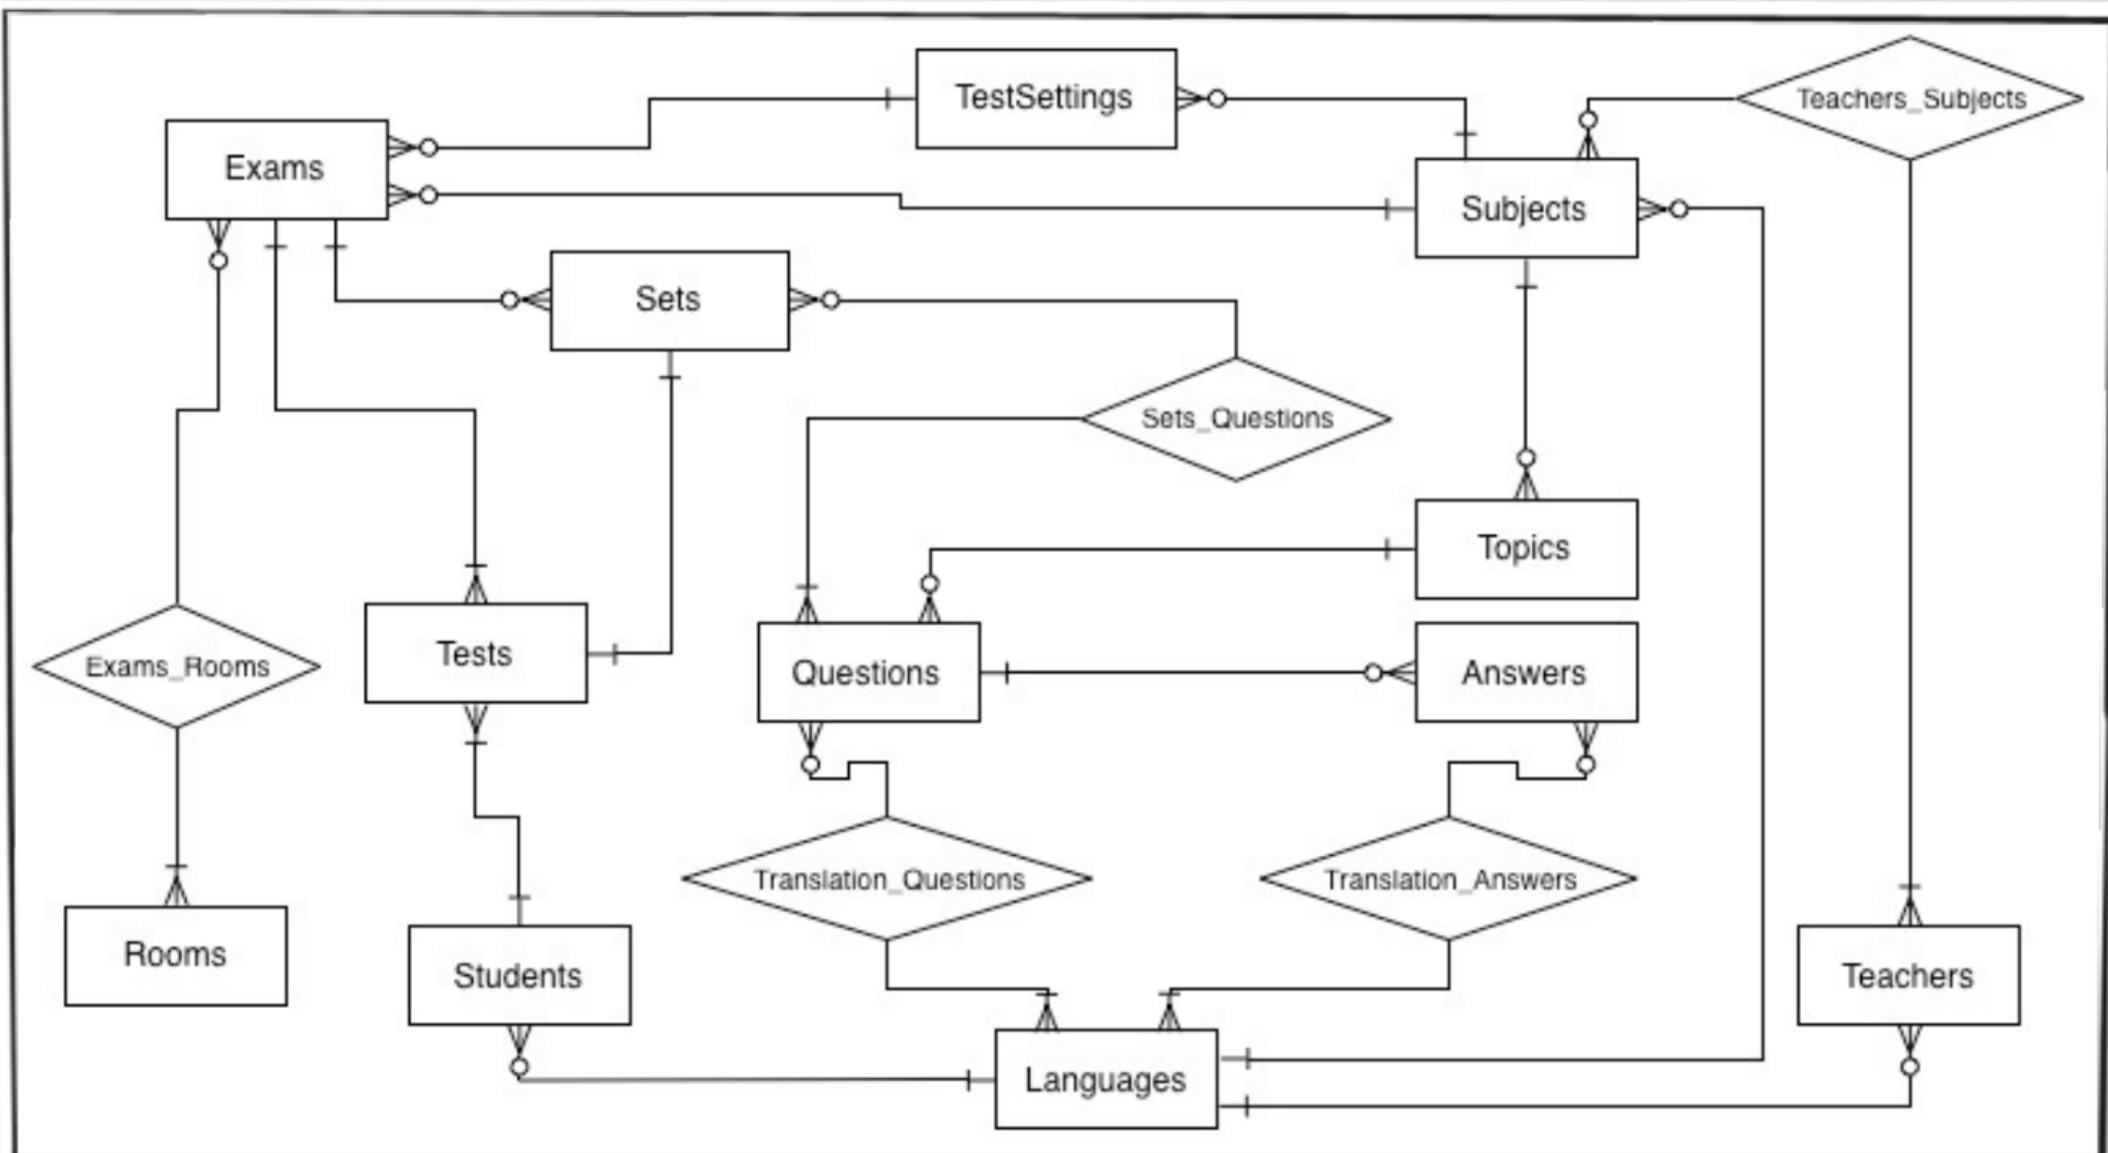 TestSettings
Teachers_Subjects
Exams
Subjects
Sets
Sets_Questions
Topics
Tests
Exams_Rooms
Questions
Answers
Translation_Questions
Translation_Answers
Rooms
Students
Teachers
Languages